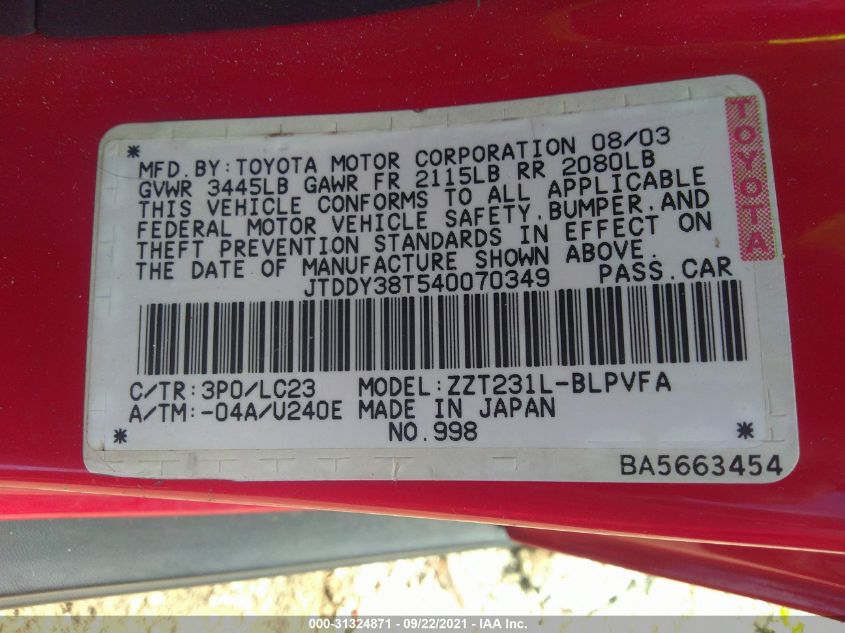 * MFD.BY:TOYOTA MOTOR CORPORATION 08/03
GVWR 3445LB GAWR FR 2115LB RR 2080LB
THIS VEHICLE CONFORMS TO ALL APPLICABLE
FEDERAL MOTOR VEHICLE SAFETY,BUMPER,AND
THEFT PREVENTION STANDARDS IN EFFECT ON
THE DATE OF MANUFACTURE SHOWN ABOVE.
JTDDY38T540070349 PASS.CAR
TOYOTA
C/TR:3P0/LC23 MODEL:ZZT231L-BLPVFA
A/TM:-04A/U240E MADE IN JAPAN
* NO.998 *
BA5663454
000-31324871 - 09/22/2021 - IAA Inc.